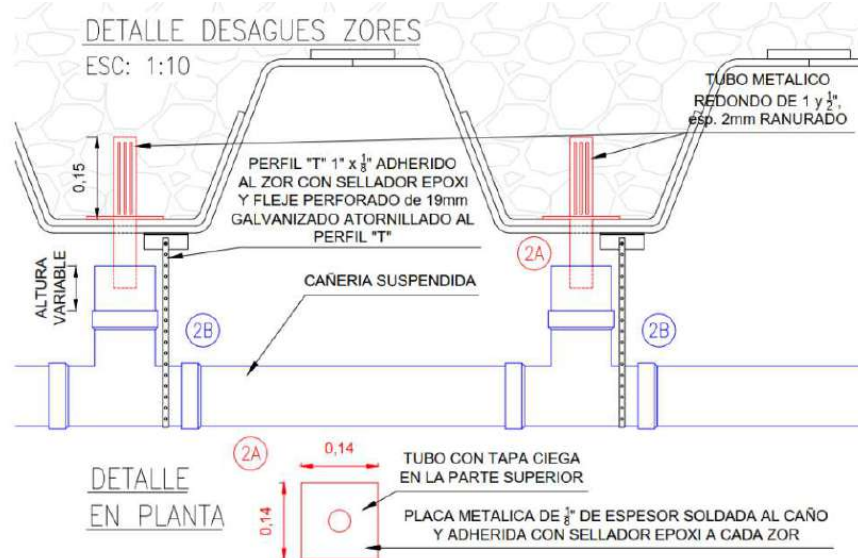 DETALLE DESAGUES ZORES
ESC: 1:10
TUBO METALICO
REDONDO DE 1 y ½",
esp. 2mm RANURADO
0,15
PERFIL "T" 1" x ⅛" ADHERIDO
AL ZOR CON SELLADOR EPOXI
Y FLEJE PERFORADO de 19mm
GALVANIZADO ATORNILLADO AL
PERFIL "T"
ALTURA
VARIABLE
2A
CAÑERIA SUSPENDIDA
2B
2B
2A
0,14
DETALLE
EN PLANTA
0,14
TUBO CON TAPA CIEGA
EN LA PARTE SUPERIOR
PLACA METALICA DE ⅛" DE ESPESOR SOLDADA AL CAÑO
Y ADHERIDA CON SELLADOR EPOXI A CADA ZOR